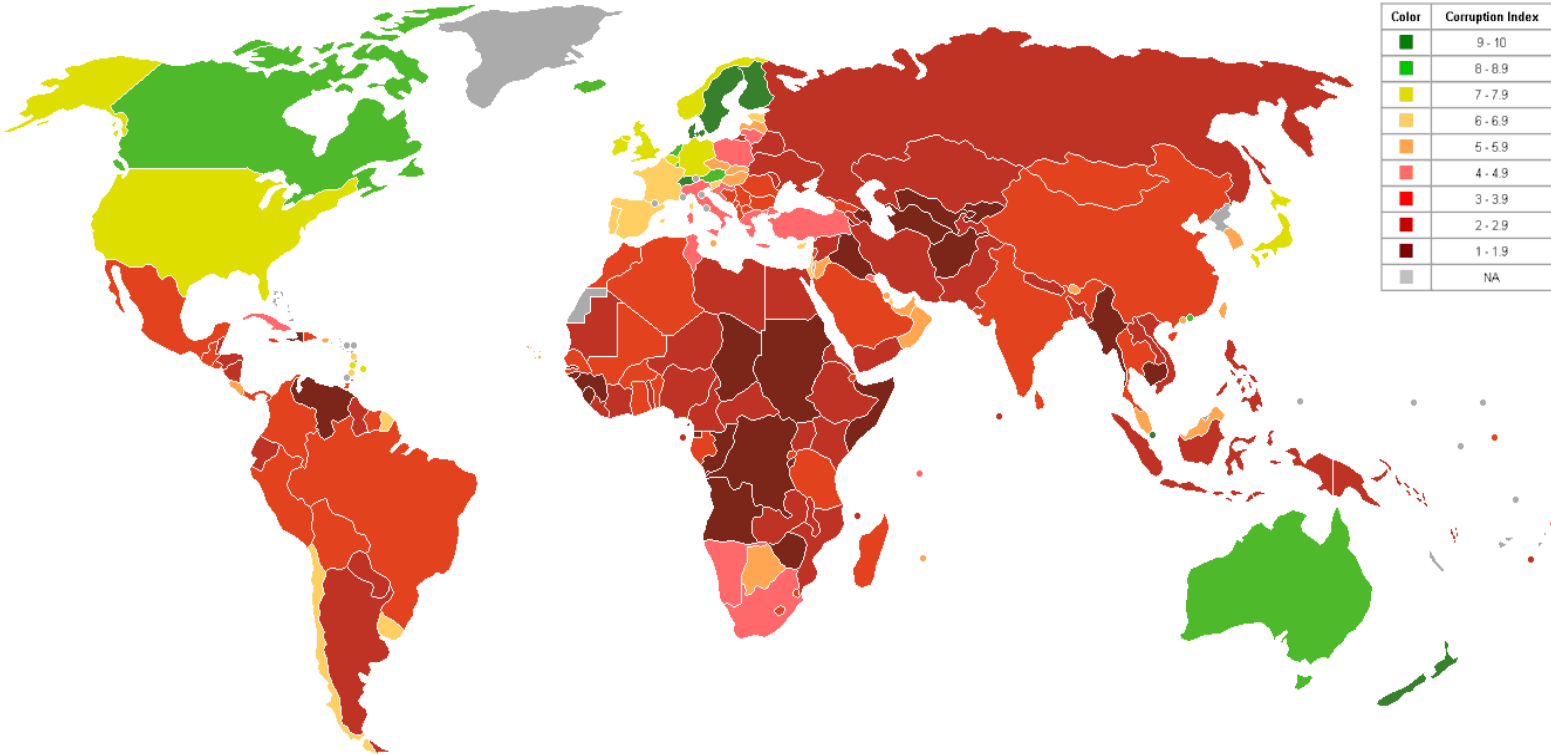 Color Corruption Index
9 - 10
8 - 8.9
7 - 7.9
6 - 6.9
5 - 5.9
4 - 4.9
3 - 3.9
2 - 2.9
1 - 1.9
NA